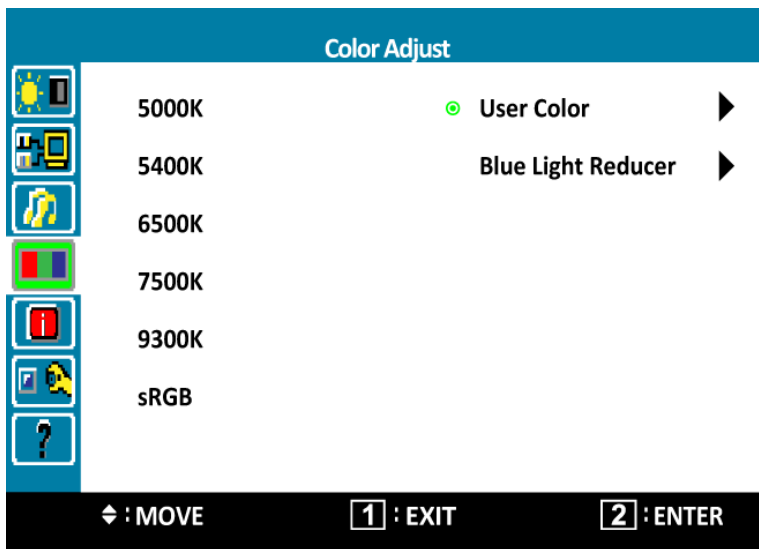 Color Adjust
5000K
5400K
6500K
7500K
9300K
sRGB
User Color
Blue Light Reducer
: MOVE
1 : EXIT
2 : ENTER
i
?